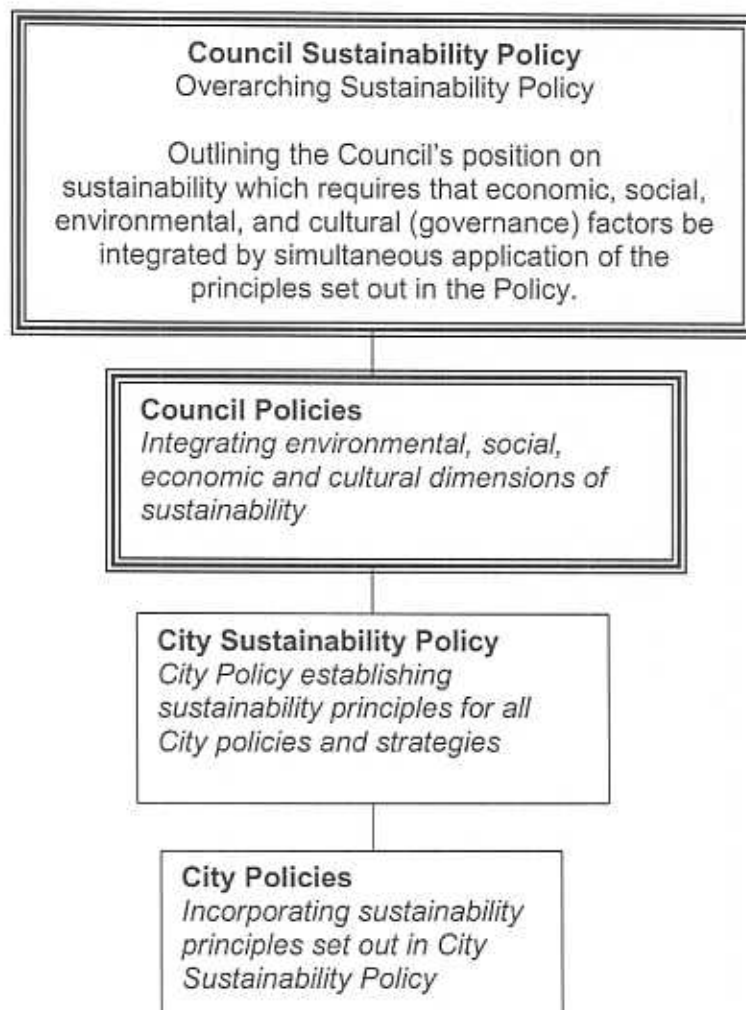 Council Sustainability Policy
Overarching Sustainability Policy
Outlining the Council's position on
sustainability which requires that economic, social,
environmental, and cultural (governance) factors be
integrated by simultaneous application of the
principles set out in the Policy.
Council Policies
Integrating environmental, social,
economic and cultural dimensions of
sustainability
City Sustainability Policy
City Policy establishing
sustainability principles for all
City policies and strategies
City Policies
Incorporating sustainability
principles set out in City
Sustainability Policy